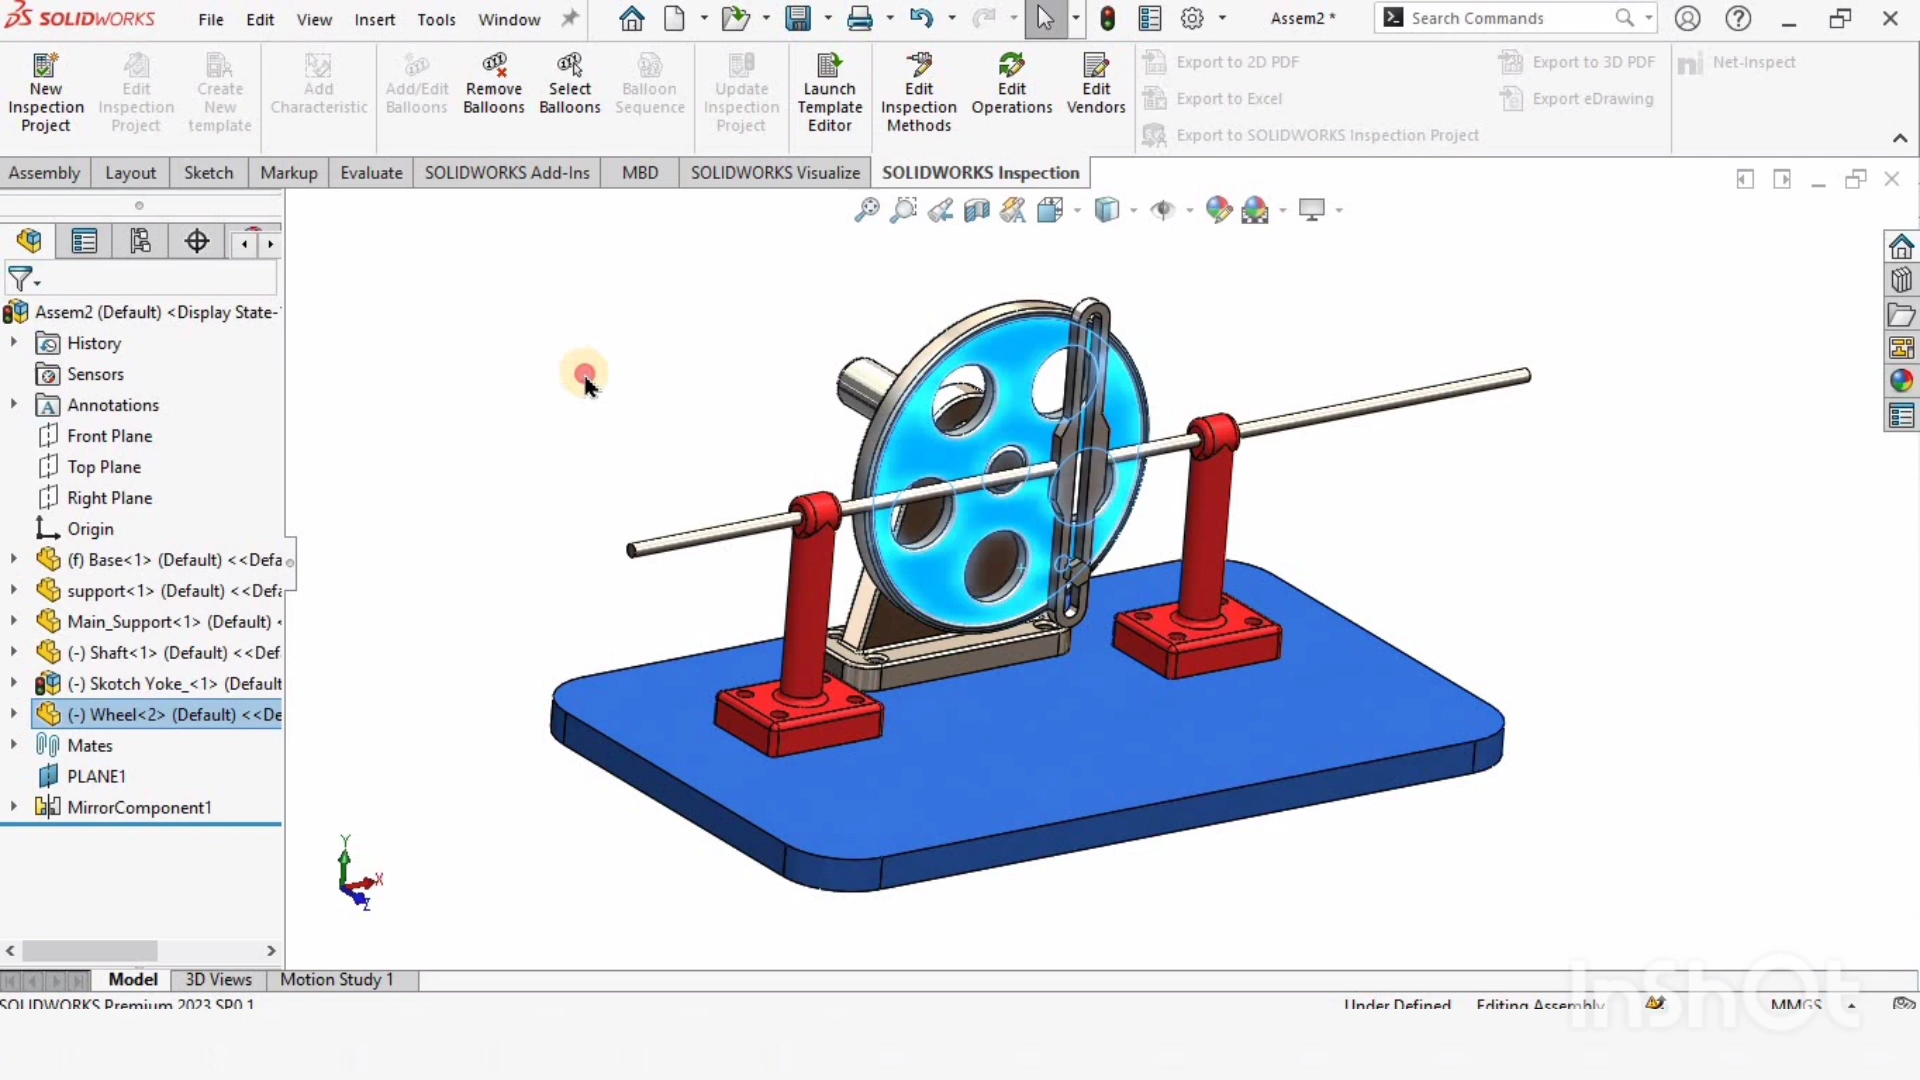 SOLIDWORKS File Edit View Insert Tools Window Assem2 * Search Commands
New Inspection Project
Edit Inspection Project
Create New template
Add Characteristic
Add/Edit Balloons
Remove Balloons
Select Balloons
Balloon Sequence
Update Inspection Project
Launch Template Editor
Edit Inspection Methods
Edit Operations
Edit Vendors
Export to 2D PDF
Export to Excel
Export to SOLIDWORKS Inspection Project
Export to 3D PDF
Export eDrawing
Net-Inspect
Assembly Layout Sketch Markup Evaluate SOLIDWORKS Add-Ins MBD SOLIDWORKS Visualize SOLIDWORKS Inspection
Assem2 (Default) <Display State-
History
Sensors
Annotations
Front Plane
Top Plane
Right Plane
Origin
(f) Base<1> (Default) <<Defa
support<1> (Default) <<Defa
Main_Support<1> (Default) <
(-) Shaft<1> (Default) <<Def
(-) Skotch Yoke_<1> (Default
(-) Wheel<2> (Default) <<De
Mates
PLANE1
MirrorComponent1
Y
X
Z
Model 3D Views Motion Study 1
SOLIDWORKS Premium 2023 SP0.1 Under Defined Editing Assembly MMGS
InShOt